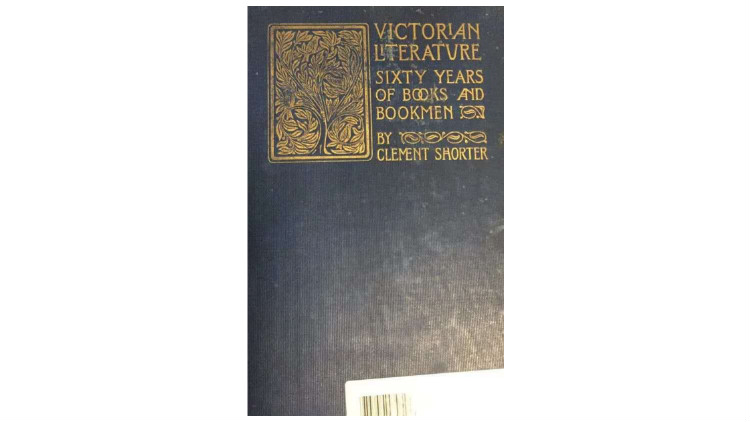 VICTORIAN
LITERATURE
SIXTY YEARS
OF BOOKS AND
BOOKMEN
BY
CLEMENT SHORTER